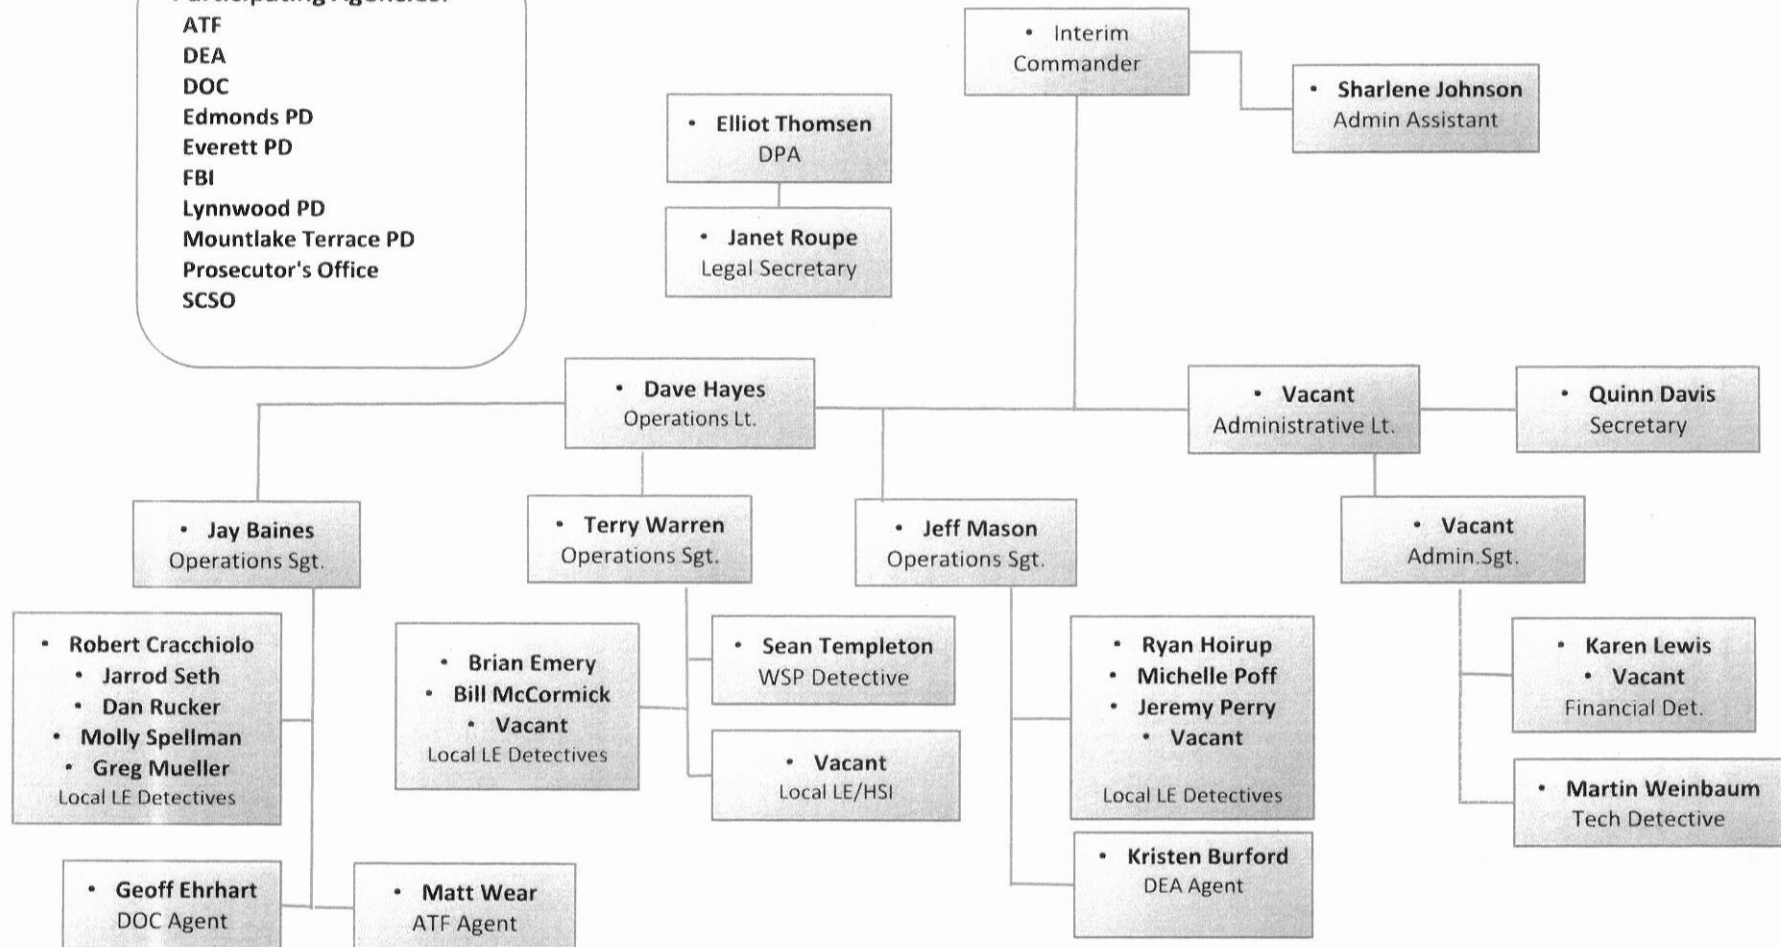 Participating Agencies:
ATF
DEA
DOC
Edmonds PD
Everett PD
FBI
Lynnwood PD
Mountlake Terrace PD
Prosecutor's Office
SCSO
• Interim
Commander
• Sharlene Johnson
Admin Assistant
• Elliot Thomsen
DPA
• Janet Roupe
Legal Secretary
• Dave Hayes
Operations Lt.
• Vacant
Administrative Lt.
• Quinn Davis
Secretary
• Jay Baines
Operations Sgt.
• Terry Warren
Operations Sgt.
• Jeff Mason
Operations Sgt.
• Vacant
Admin.Sgt.
• Robert Cracchiolo
• Jarrod Seth
• Dan Rucker
• Molly Spellman
• Greg Mueller
Local LE Detectives
• Brian Emery
• Bill McCormick
• Vacant
Local LE Detectives
• Sean Templeton
WSP Detective
• Vacant
Local LE/HSI
• Ryan Hoirup
• Michelle Poff
• Jeremy Perry
• Vacant
Local LE Detectives
• Karen Lewis
• Vacant
Financial Det.
• Martin Weinbaum
Tech Detective
• Geoff Ehrhart
DOC Agent
• Matt Wear
ATF Agent
• Kristen Burford
DEA Agent